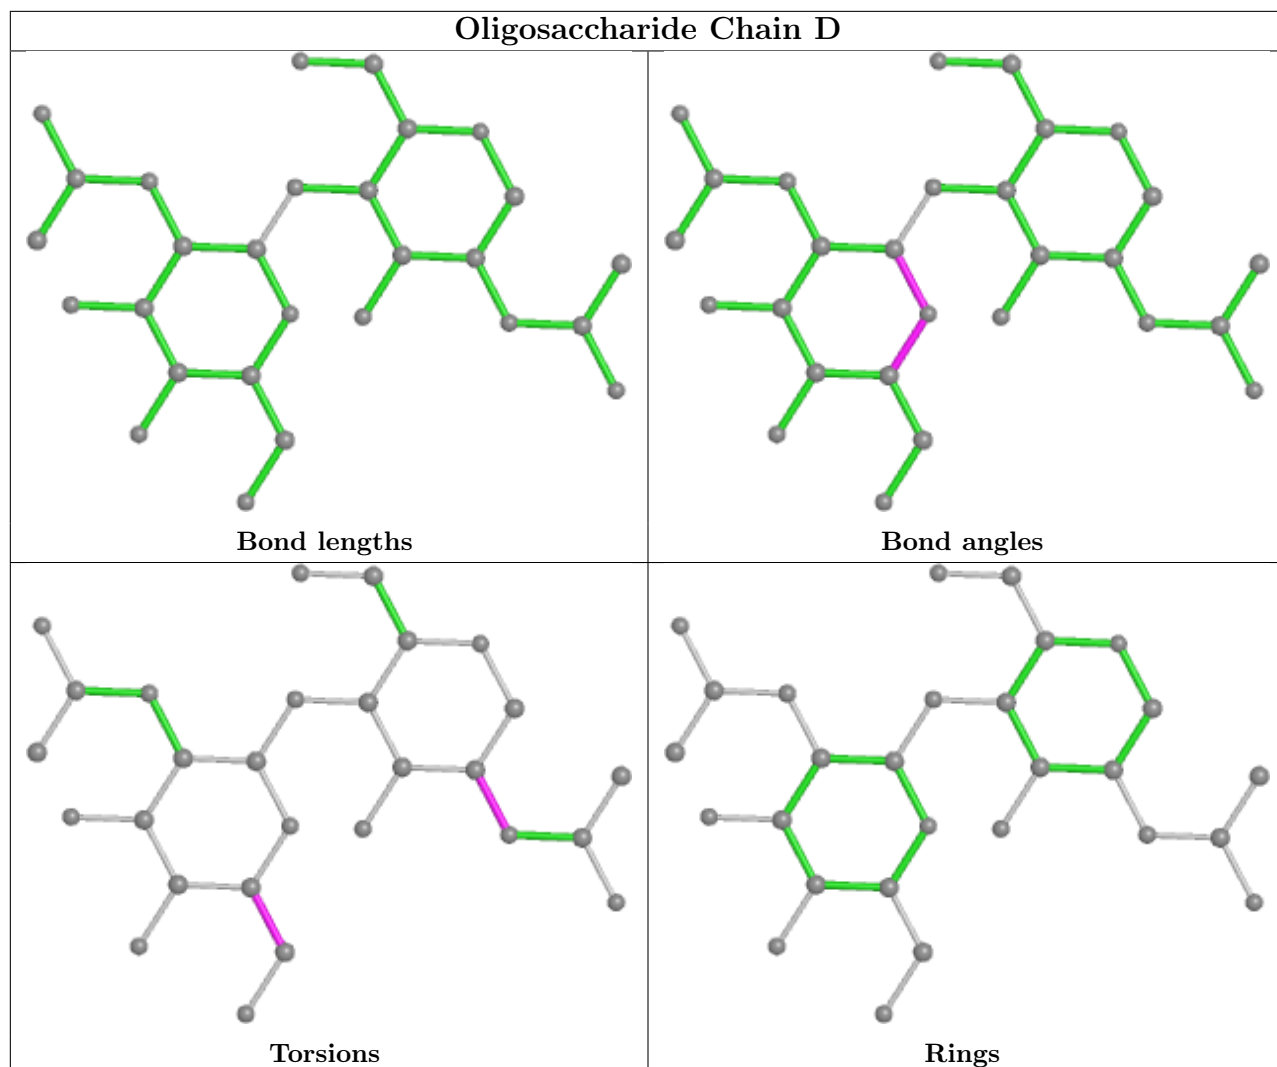 Oligosaccharide Chain D
Bond lengths
Bond angles
Torsions
Rings